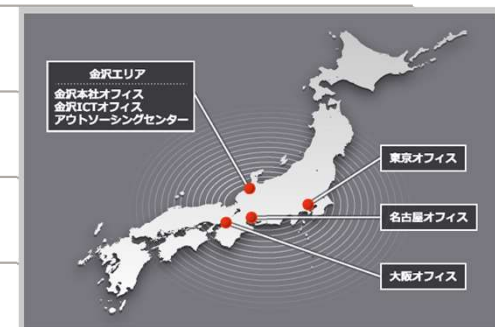 金沢エリア
金沢本社オフィス
金沢ICTオフィス
アウトソーシングセンター
東京オフィス
名古屋オフィス
大阪オフィス